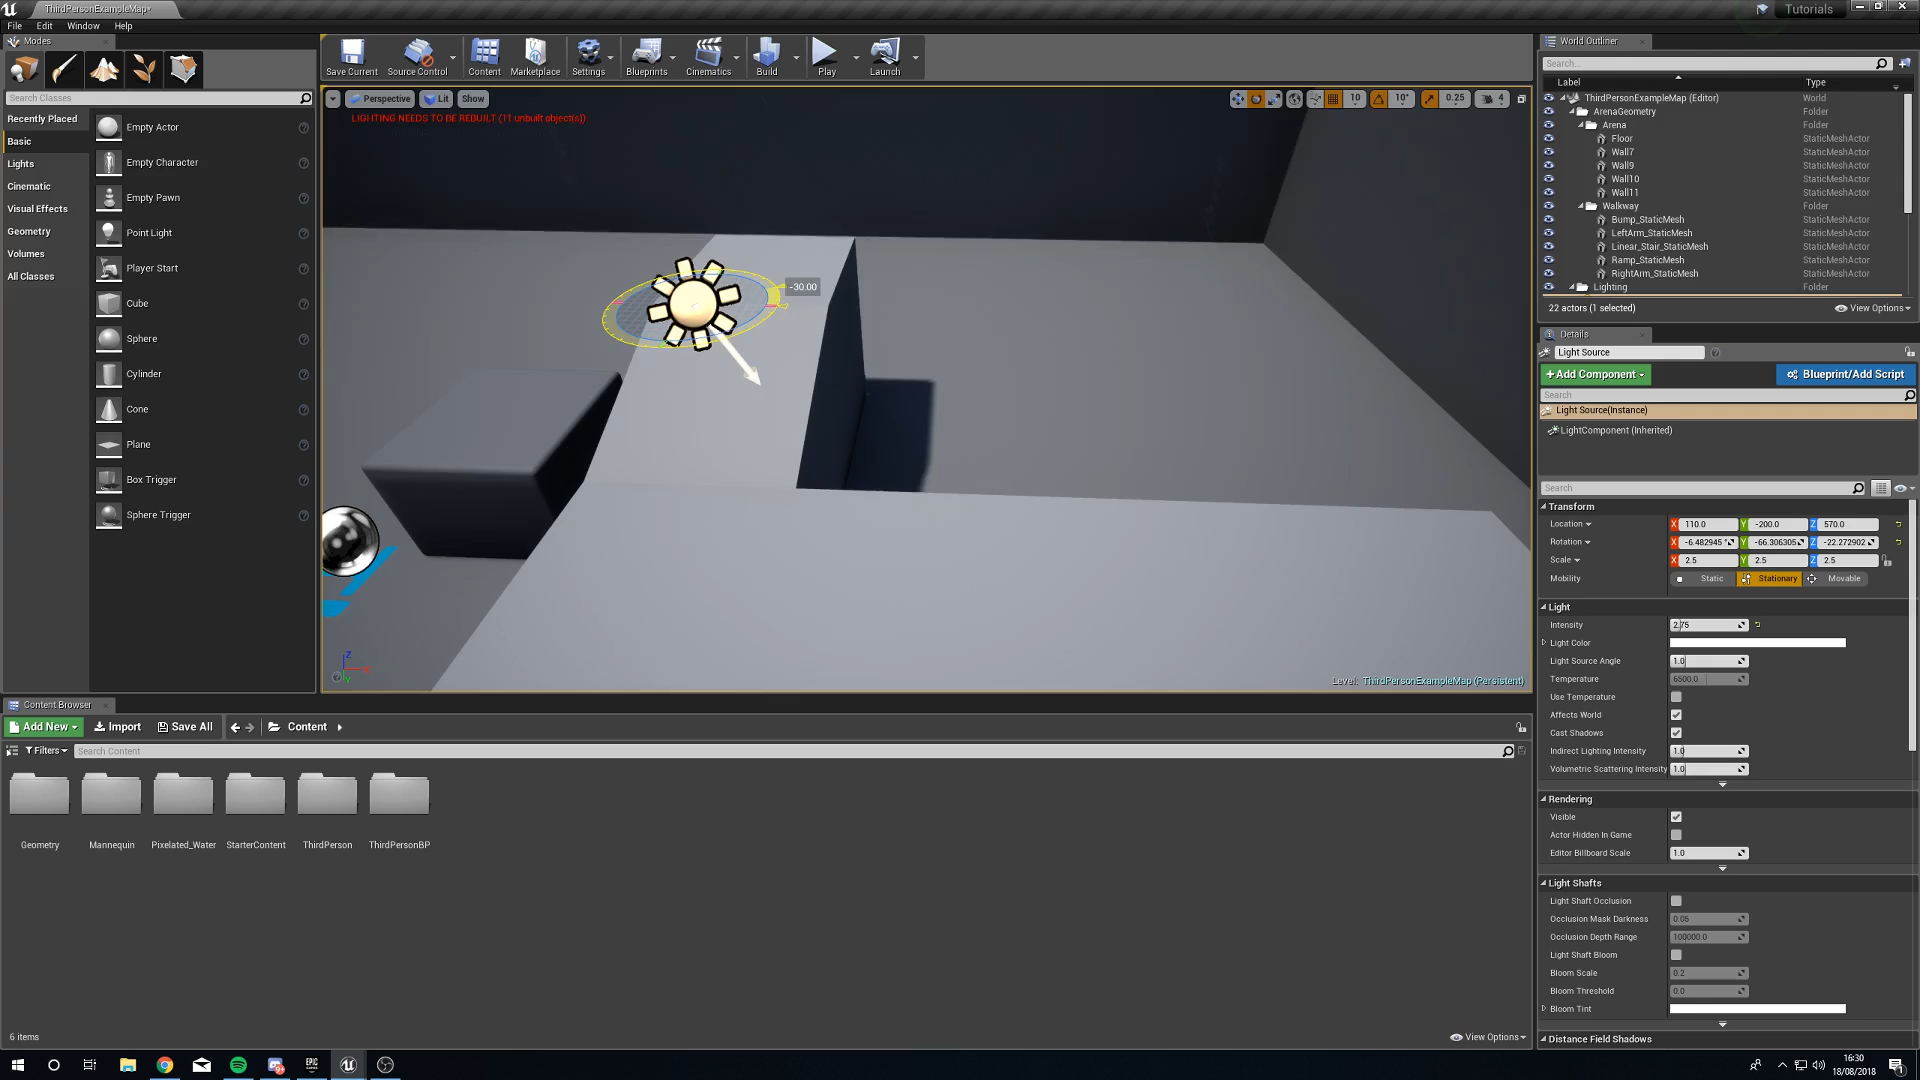 ThirdPersonExampleMap*
Tutorials
File Edit Window Help
Modes
Search Classes
Recently Placed
Basic
Lights
Cinematic
Visual Effects
Geometry
Volumes
All Classes
Empty Actor
Empty Character
Empty Pawn
Point Light
Player Start
Cube
Sphere
Cylinder
Cone
Plane
Box Trigger
Sphere Trigger
Save Current Source Control Content Marketplace Settings Blueprints Cinematics Build Play Launch
Perspective Lit Show
10 10° 0.25 4
LIGHTING NEEDS TO BE REBUILT (11 unbuilt object(s))
-30.00
Z
Level: ThirdPersonExampleMap (Persistent)
World Outliner
Search...
Label Type
ThirdPersonExampleMap (Editor) World
ArenaGeometry Folder
Arena Folder
Floor StaticMeshActor
Wall7 StaticMeshActor
Wall9 StaticMeshActor
Wall10 StaticMeshActor
Wall11 StaticMeshActor
Walkway Folder
Bump_StaticMesh StaticMeshActor
LeftArm_StaticMesh StaticMeshActor
Linear_Stair_StaticMesh StaticMeshActor
Ramp_StaticMesh StaticMeshActor
RightArm_StaticMesh StaticMeshActor
Lighting Folder
22 actors (1 selected) View Options
Details
Light Source
+Add Component Blueprint/Add Script
Search
Light Source(Instance)
LightComponent (Inherited)
Search
Transform
Location X 110.0 Y -200.0 Z 570.0
Rotation X -6.482945 ° Y -66.306305 Z -22.272902
Scale X 2.5 Y 2.5 Z 2.5
Mobility Static Stationary Movable
Light
Intensity 2.75
Light Color
Light Source Angle 1.0
Temperature 6500.0
Use Temperature
Affects World
Cast Shadows
Indirect Lighting Intensity 1.0
Volumetric Scattering Intensity 1.0
Rendering
Visible
Actor Hidden In Game
Editor Billboard Scale 1.0
Light Shafts
Light Shaft Occlusion
Occlusion Mask Darkness 0.05
Occlusion Depth Range 100000.0
Light Shaft Bloom
Bloom Scale 0.2
Bloom Threshold 0.0
Bloom Tint
Distance Field Shadows
Content Browser
Add New Import Save All Content
Filters Search Content
Geometry Mannequin Pixelated_Water StarterContent ThirdPerson ThirdPersonBP
6 items View Options
16:30
18/08/2018